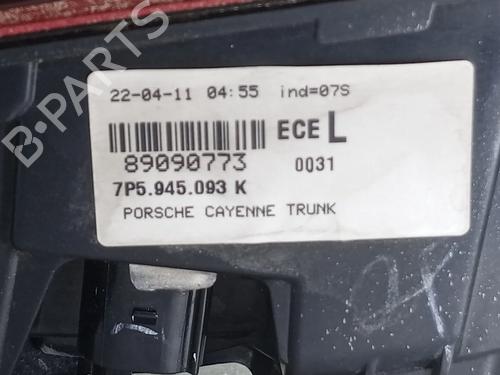 22-04-11 04:55 ind=07S
ECE L
89090773 0031
7P5.945.093 K
PORSCHE CAYENNE TRUNK
B-PARTS